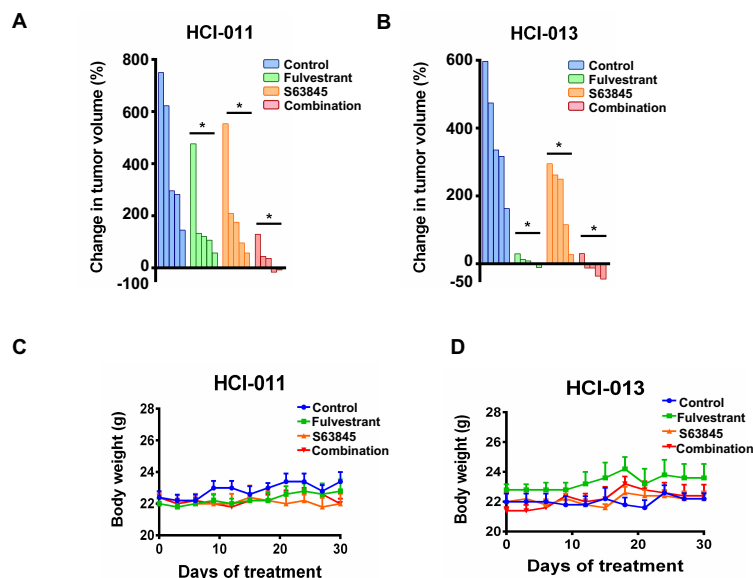 A
HCI-011
Change in tumor volume (%)
800
600
400
200
0
-100
Control
Fulvestrant
S63845
Combination
*
*
*
B
HCI-013
Change in tumor volume (%)
600
400
200
0
-50
Control
Fulvestrant
S63845
Combination
*
*
*
C
HCI-011
Body weight (g)
28
26
24
22
20
Control
Fulvestrant
S63845
Combination
0 10 20 30
Days of treatment
D
HCI-013
Body weight (g)
28
26
24
22
20
Control
Fulvestrant
S63845
Combination
0 10 20 30
Days of treatment